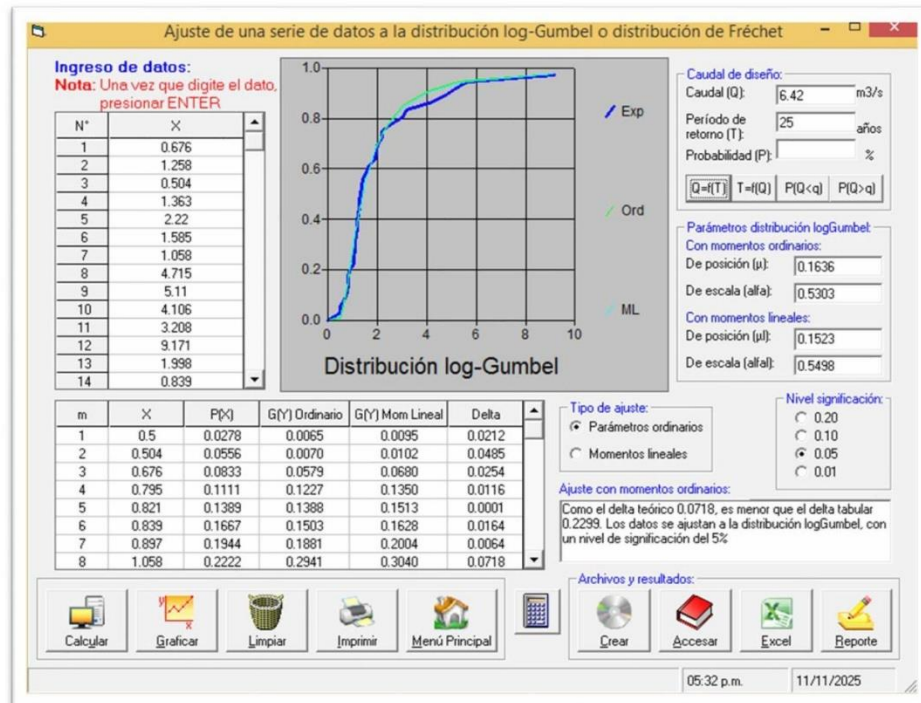 Ajuste de una serie de datos a la distribución log-Gumbel o distribución de Fréchet
Ingreso de datos:
Nota: Una vez que digite el dato,
presionar ENTER
N° X
1 0.676
2 1.258
3 0.504
4 1.363
5 2.22
6 1.585
7 1.058
8 4.715
9 5.11
10 4.106
11 3.208
12 9.171
13 1.998
14 0.839
1.0
0.8
0.6
0.4
0.2
0.0
0 2 4 6 8 10
Exp
Ord
ML
Distribución log-Gumbel
Caudal de diseño:
Caudal (Q): 6.42 m3/s
Período de
retorno (T): 25 años
Probabilidad (P): %
Q=f(T) T=f(Q) P(Q<q) P(Q>q)
Parámetros distribución logGumbel:
Con momentos ordinarios:
De posición (µ): 0.1636
De escala (alfa): 0.5303
Con momentos lineales:
De posición (µl): 0.1523
De escala (alfal): 0.5498
m X P(X) G(Y) Ordinario G(Y) Mom Lineal Delta
1 0.5 0.0278 0.0065 0.0095 0.0212
2 0.504 0.0556 0.0070 0.0102 0.0485
3 0.676 0.0833 0.0579 0.0680 0.0254
4 0.795 0.1111 0.1227 0.1350 0.0116
5 0.821 0.1389 0.1388 0.1513 0.0001
6 0.839 0.1667 0.1503 0.1628 0.0164
7 0.897 0.1944 0.1881 0.2004 0.0064
8 1.058 0.2222 0.2941 0.3040 0.0718
Tipo de ajuste:
Parámetros ordinarios
Momentos lineales
Nivel significación:
0.20
0.10
0.05
0.01
Ajuste con momentos ordinarios:
Como el delta teórico 0.0718, es menor que el delta tabular
0.2299. Los datos se ajustan a la distribución logGumbel, con
un nivel de significación del 5%
Calcular Graficar Limpiar Imprimir Menú Principal
Archivos y resultados:
Crear Accesar Excel Reporte
05:32 p.m. 11/11/2025